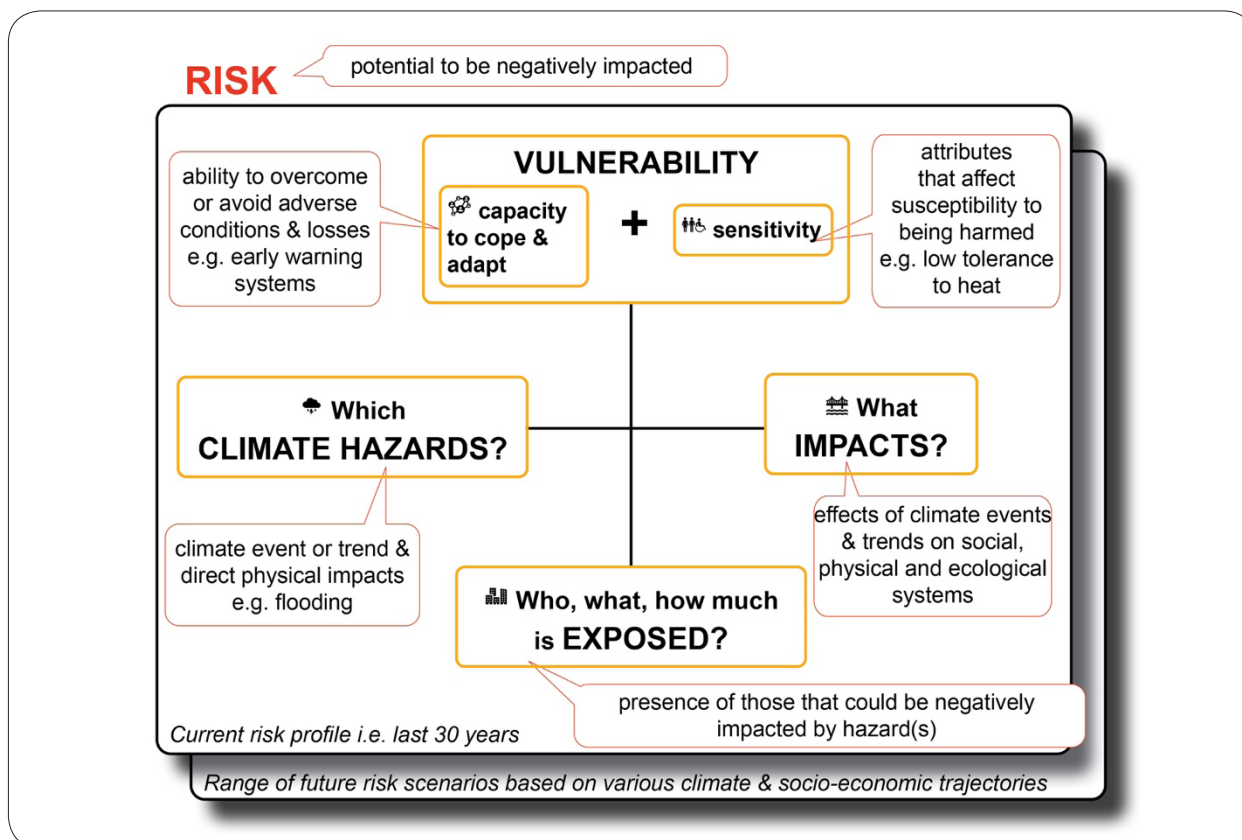 RISK
potential to be negatively impacted
VULNERABILITY
ability to overcome
or avoid adverse
conditions & losses
e.g. early warning
systems
capacity
to cope &
adapt
+
sensitivity
attributes
that affect
susceptibility to
being harmed
e.g. low tolerance
to heat
Which
CLIMATE HAZARDS?
What
IMPACTS?
climate event or trend &
direct physical impacts
e.g. flooding
effects of climate events
& trends on social,
physical and ecological
systems
Who, what, how much
is EXPOSED?
presence of those that could be negatively
impacted by hazard(s)
Current risk profile i.e. last 30 years
Range of future risk scenarios based on various climate & socio-economic trajectories